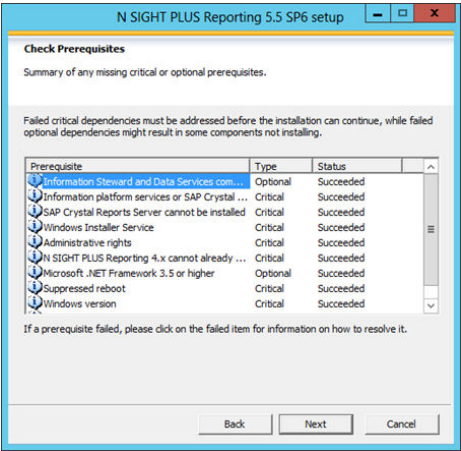 N SIGHT PLUS Reporting 5.5 SP6 setup
Check Prerequisites
Summary of any missing critical or optional prerequisites.
Failed critical dependencies must be addressed before the installation can continue, while failed
optional dependencies might result in some components not installing.
Prerequisite Type Status
Information Steward and Data Services com... Optional Succeeded
Information platform services or SAP Crystal ... Critical Succeeded
SAP Crystal Reports Server cannot be installed Critical Succeeded
Windows Installer Service Critical Succeeded
Administrative rights Critical Succeeded
N SIGHT PLUS Reporting 4.x cannot already ... Critical Succeeded
Microsoft .NET Framework 3.5 or higher Optional Succeeded
Suppressed reboot Critical Succeeded
Windows version Critical Succeeded
If a prerequisite failed, please click on the failed item for information on how to resolve it.
Back Next Cancel